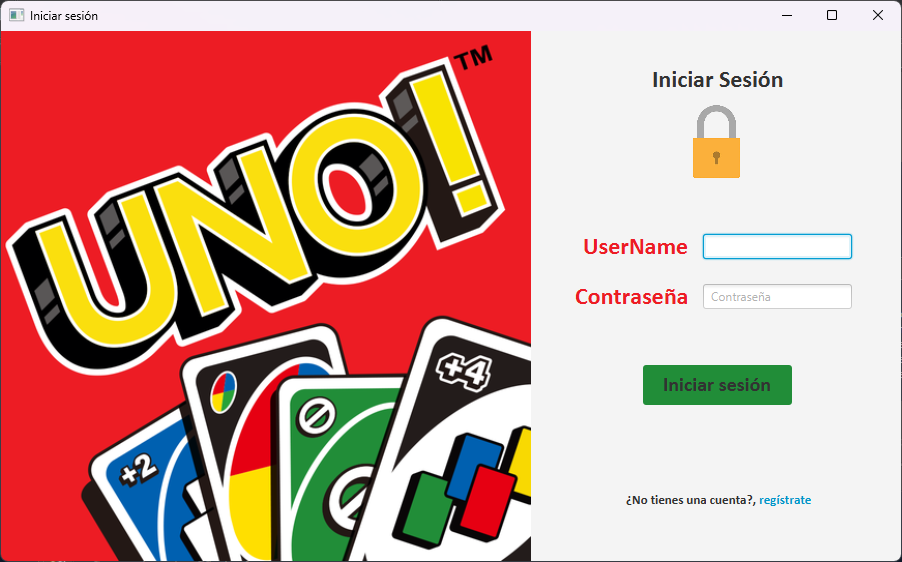 Iniciar sesión
UNO!™
+2
+4
Iniciar Sesión
UserName
Contraseña
Contraseña
Iniciar sesión
¿No tienes una cuenta?, regístrate